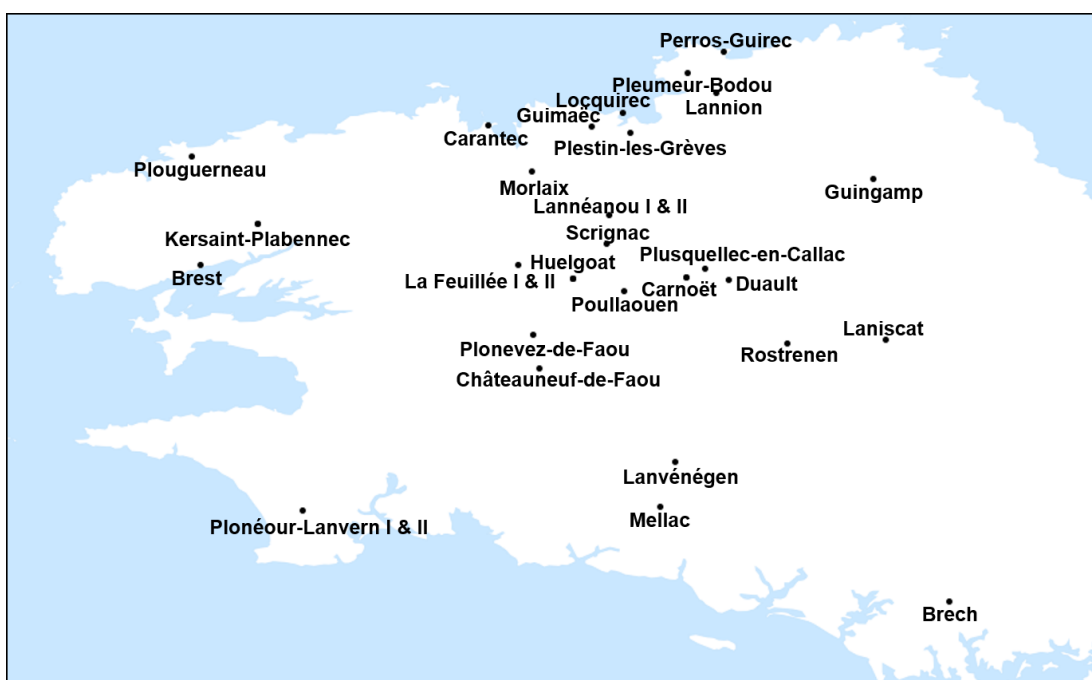 Perros-Guirec
Pleumeur-Bodou
Locquirec
Lannion
Guimaëc
Carantec
Plestin-les-Grèves
Plouguerneau
Morlaix
Guingamp
Lannéanou I & II
Scrignac
Kersaint-Plabennec
Plusquellec-en-Callac
Huelgoat
Brest
La Feuillée I & II
Carnoët
Duault
Poullaouen
Laniscat
Plonevez-de-Faou
Rostrenen
Châteauneuf-de-Faou
Lanvénégen
Mellac
Plonéour-Lanvern I & II
Brech